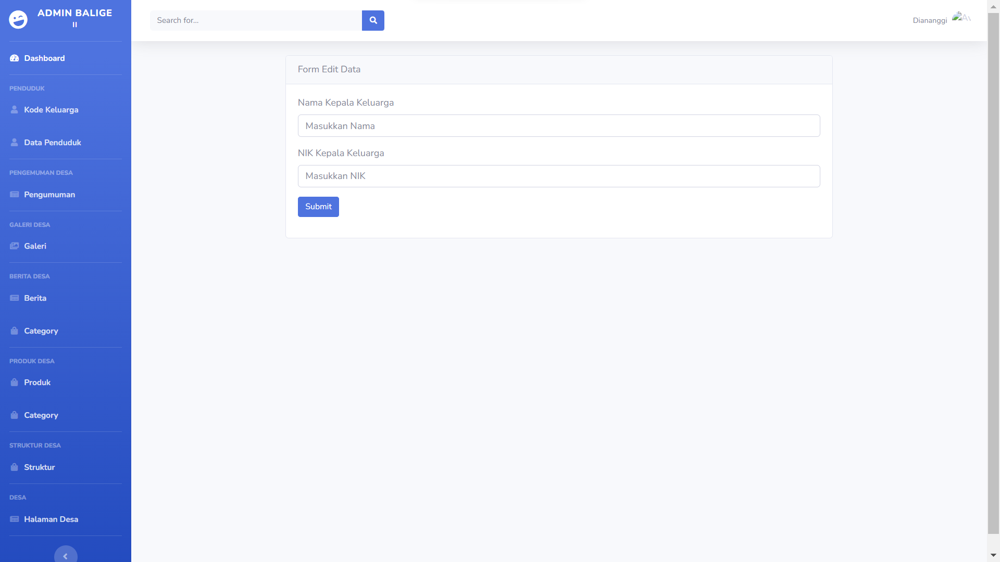 ADMIN BALIGE
II
Search for...
Diananggi
Dashboard
PENDUDUK
Kode Keluarga
Data Penduduk
PENGEMUMAN DESA
Pengumuman
GALERI DESA
Galeri
BERITA DESA
Berita
Category
PRODUK DESA
Produk
Category
STRUKTUR DESA
Struktur
DESA
Halaman Desa
Form Edit Data
Nama Kepala Keluarga
Masukkan Nama
NIK Kepala Keluarga
Masukkan NIK
Submit